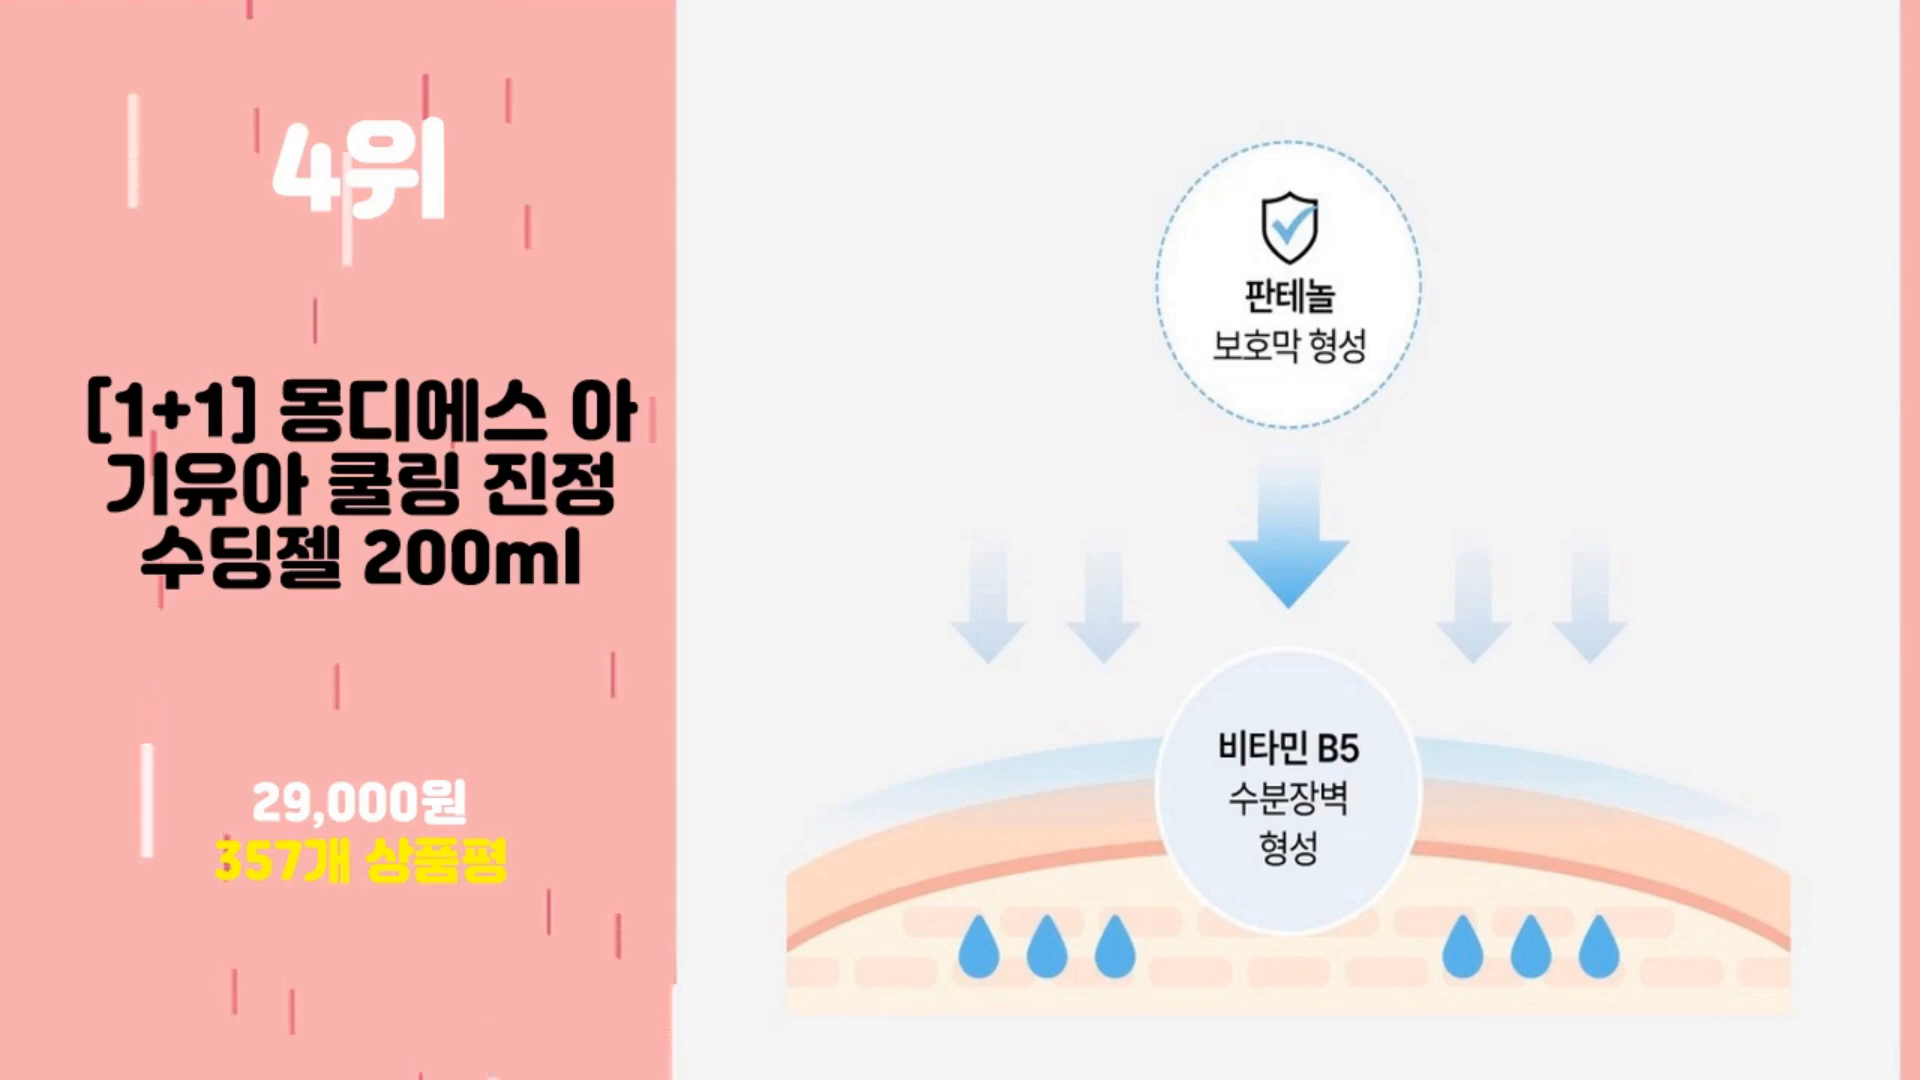 4위
[1+1] 몽디에스 아
기유아 쿨링 진정
수딩젤 200ml
29,000원
357개 상품평
판테놀
보호막 형성
비타민 B5
수분장벽
형성